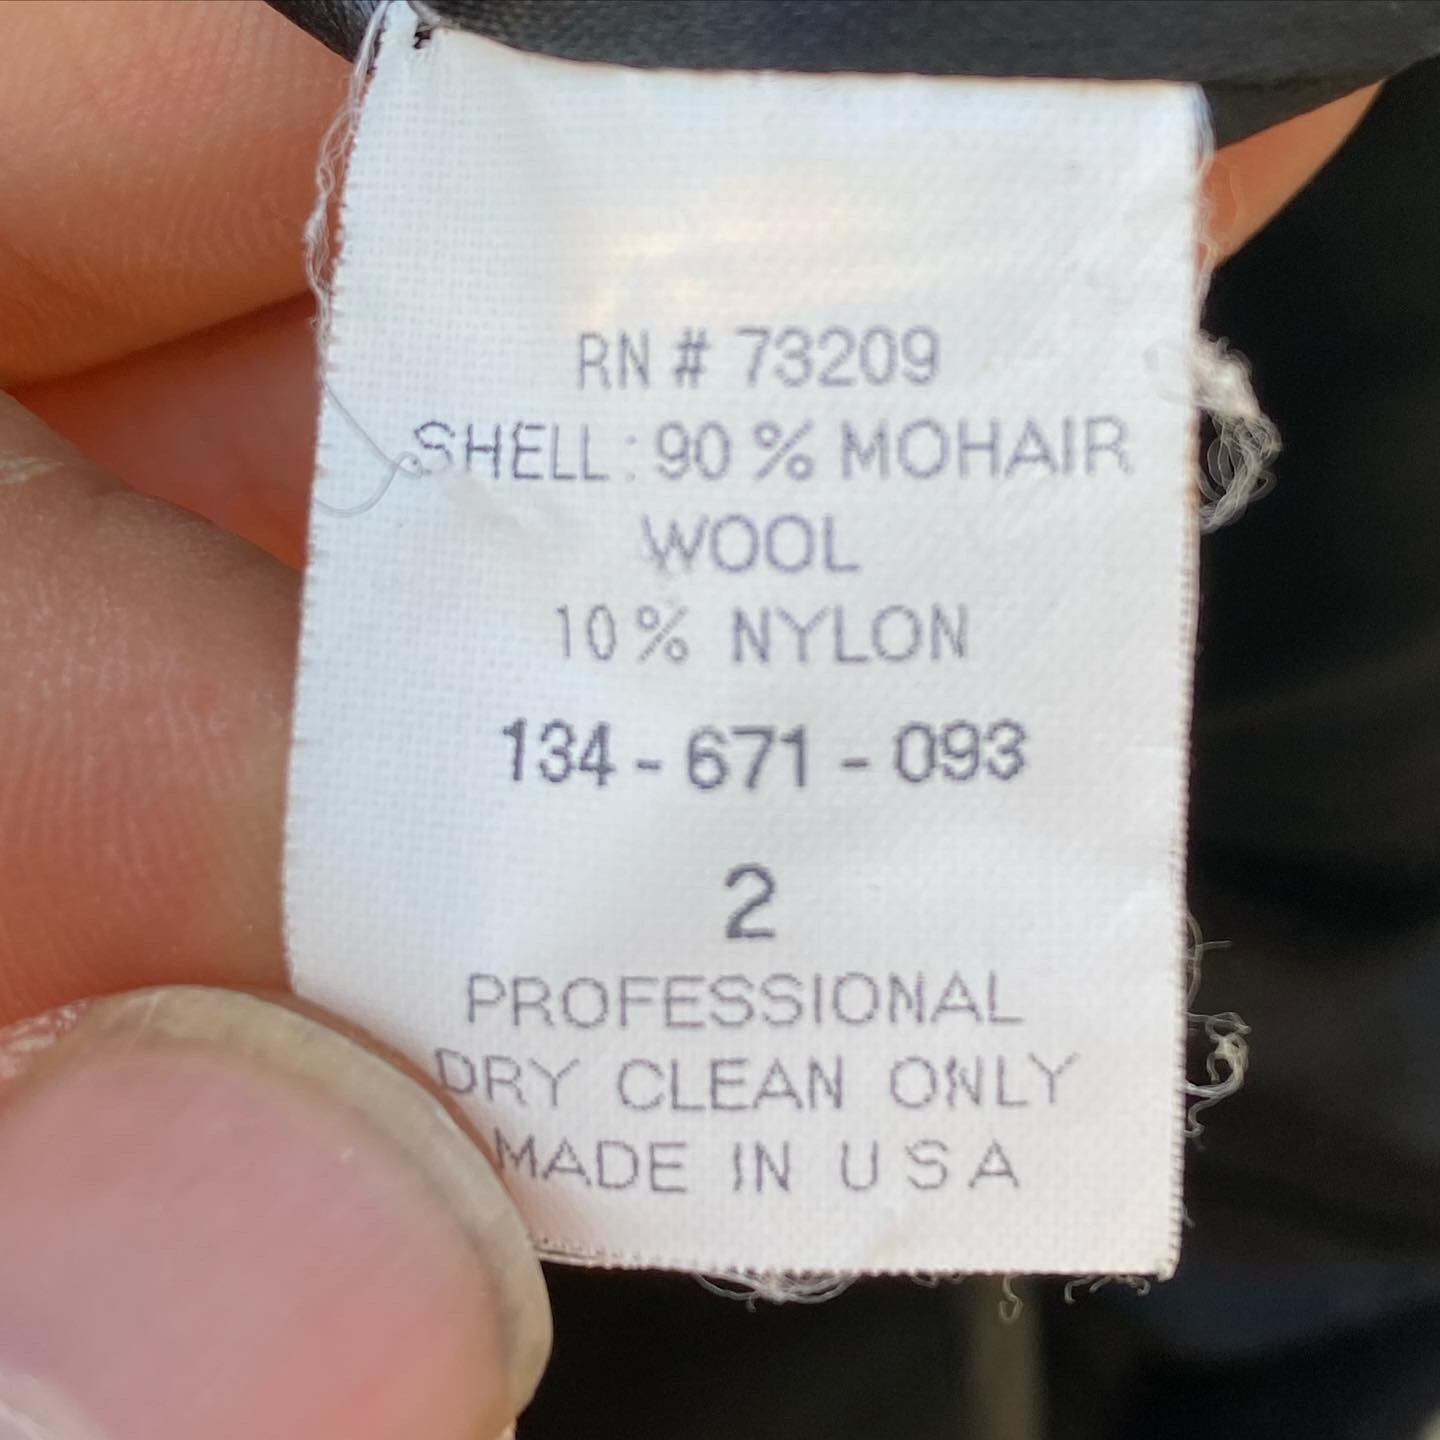 RN # 73209
SHELL: 90% MOHAIR
WOOL
10% NYLON
134-671-093
2
PROFESSIONAL
DRY CLEAN ONLY
MADE IN USA